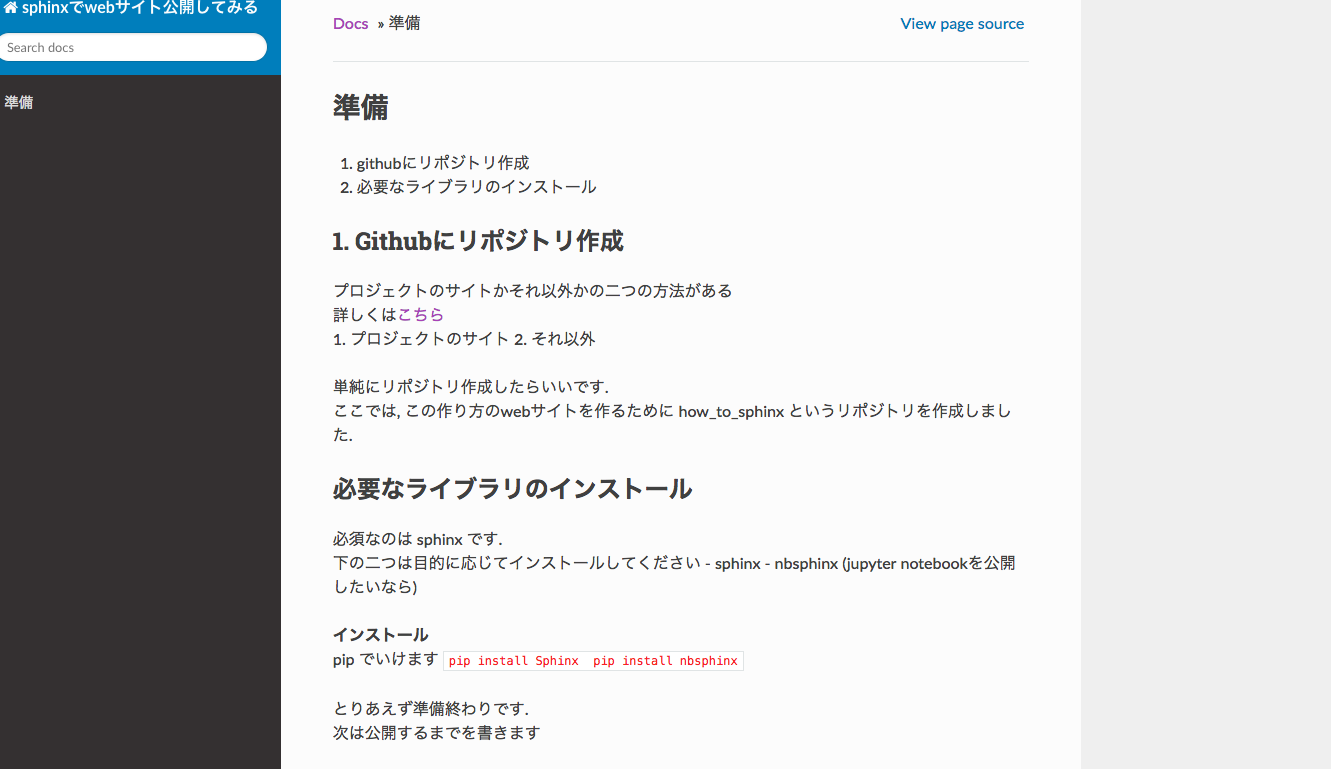 sphinxでwebサイト公開してみる
Search docs
準備
Docs » 準備
View page source
準備
1. githubにリポジトリ作成
2. 必要なライブラリのインストール
1. Githubにリポジトリ作成
プロジェクトのサイトかそれ以外かの二つの方法がある
詳しくはこちら
1. プロジェクトのサイト 2. それ以外
単純にリポジトリ作成したらいいです.
ここでは, この作り方のwebサイトを作るために how_to_sphinx というリポジトリを作成しまし
た.
必要なライブラリのインストール
必須なのは sphinx です.
下の二つは目的に応じてインストールしてください - sphinx - nbsphinx (jupyter notebookを公開
したいなら)
インストール
pip でいけます pip install Sphinx  pip install nbsphinx
とりあえず準備終わりです.
次は公開するまでを書きます